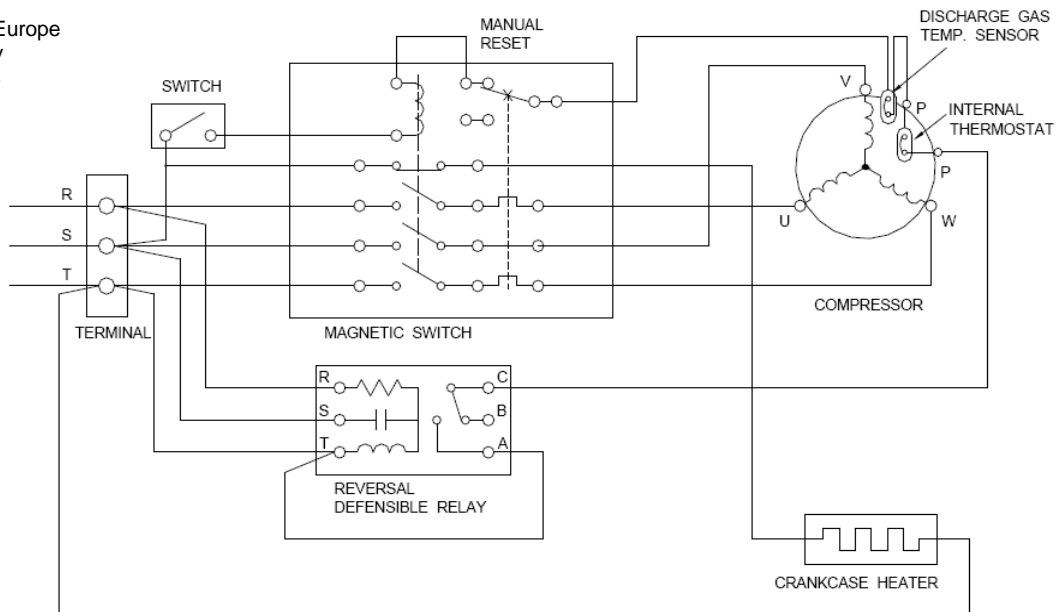 Europe
MANUAL
RESET
DISCHARGE GAS
TEMP. SENSOR
SWITCH
V
P
INTERNAL
THERMOSTAT
P
R
U
W
S
T
COMPRESSOR
TERMINAL
MAGNETIC SWITCH
R
C
S
B
T
A
REVERSAL
DEFENSIBLE RELAY
CRANKCASE HEATER